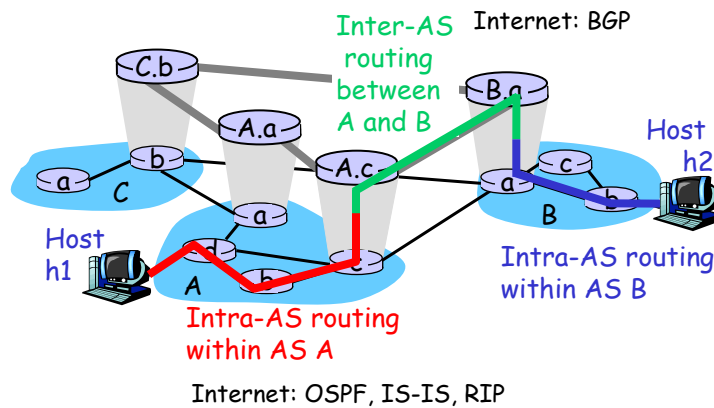 Inter-AS
routing
between
A and B
Internet: BGP
C.b
B.a
A.a
A.c
Host
h2
b
a
C
a
c
b
B
a
Host
h1
d
b
c
A
Intra-AS routing
within AS B
Intra-AS routing
within AS A
Internet: OSPF, IS-IS, RIP